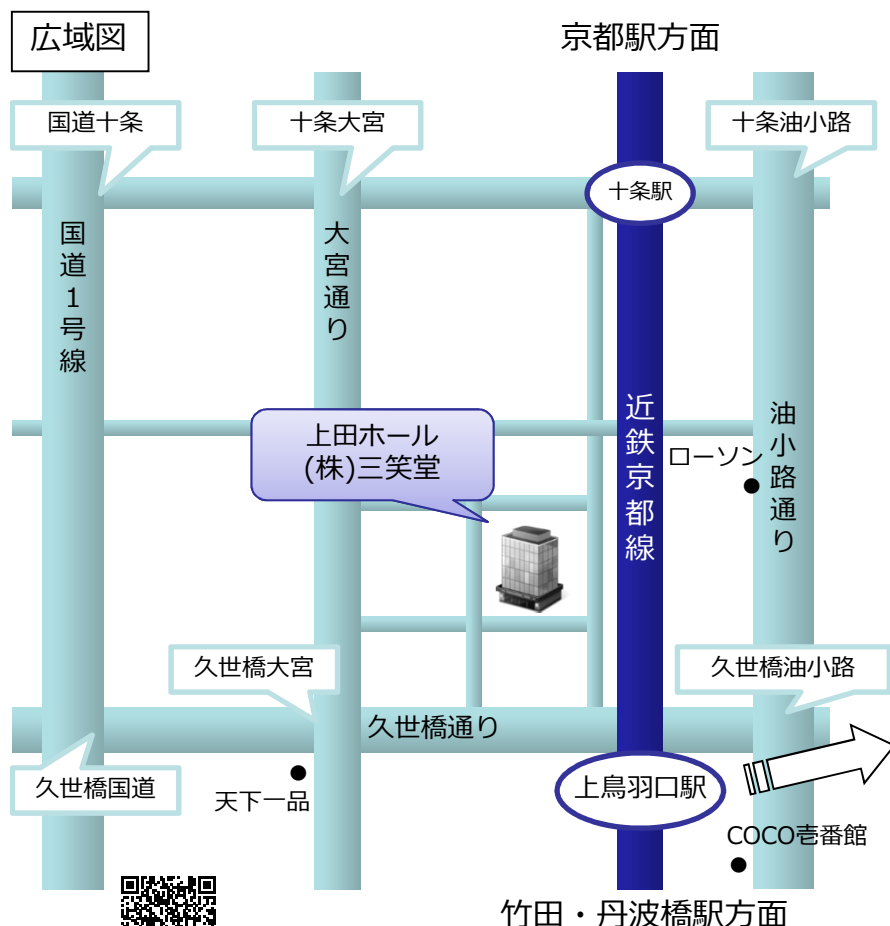 広域図
京都駅方面
国道十条
十条大宮
十条油小路
十条駅
国道1号線
大宮通り
近鉄京都線
油小路通り
上田ホール
(株)三笑堂
ローソン
久世橋大宮
久世橋油小路
久世橋通り
久世橋国道
天下一品
上鳥羽口駅
COCO壱番館
竹田・丹波橋駅方面